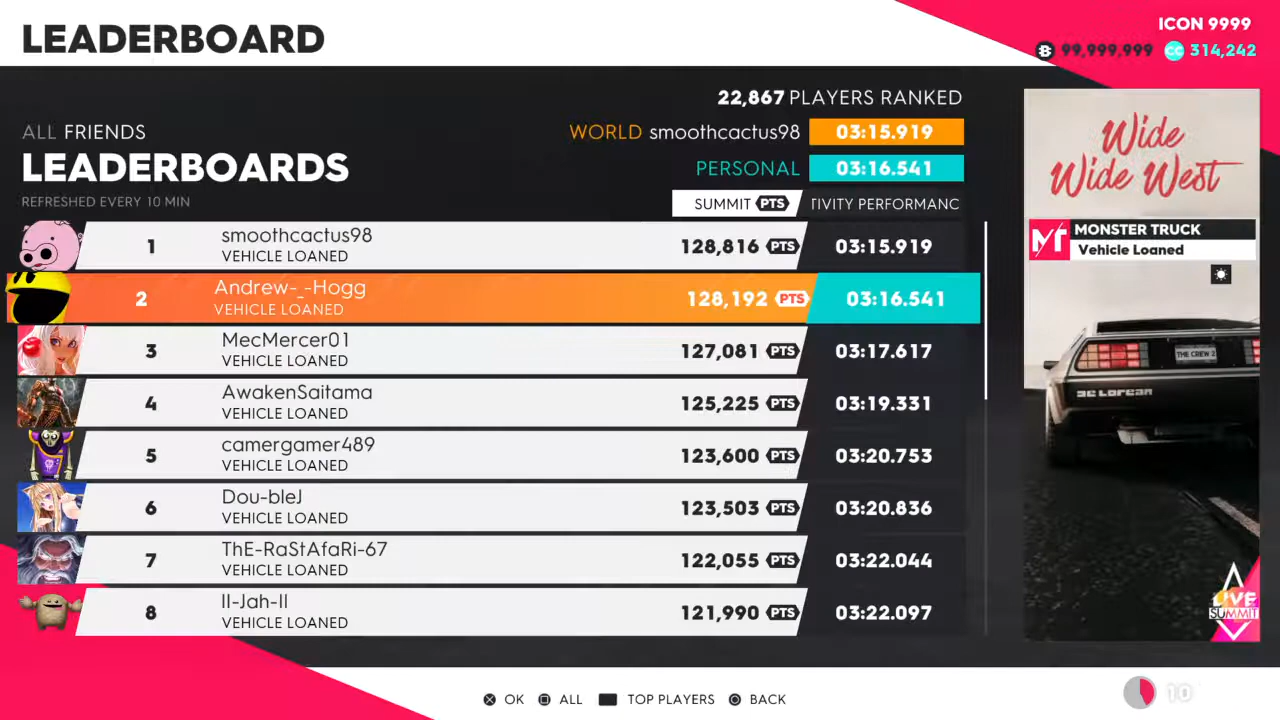 LEADERBOARD
ICON 9999
99,999,999 CC 314,242
22,867 PLAYERS RANKED
ALL FRIENDS
WORLD smoothcactus98 03:15.919
LEADERBOARDS
PERSONAL 03:16.541
REFRESHED EVERY 10 MIN
SUMMIT PTS TIVITY PERFORMANC
1 smoothcactus98 128,816 PTS 03:15.919
VEHICLE LOANED
2 Andrew-_-Hogg 128,192 PTS 03:16.541
VEHICLE LOANED
3 MecMercer01 127,081 PTS 03:17.617
VEHICLE LOANED
4 AwakenSaitama 125,225 PTS 03:19.331
VEHICLE LOANED
5 camergamer489 123,600 PTS 03:20.753
VEHICLE LOANED
6 Dou-bleJ 123,503 PTS 03:20.836
VEHICLE LOANED
7 ThE-RaStAfaRi-67 122,055 PTS 03:22.044
VEHICLE LOANED
8 II-Jah-II 121,990 PTS 03:22.097
VEHICLE LOANED
Wide
Wide West
MT MONSTER TRUCK
Vehicle Loaned
THE CREW 2
DELOREAN
LIVE
SUMMIT
OK ALL TOP PLAYERS BACK
10